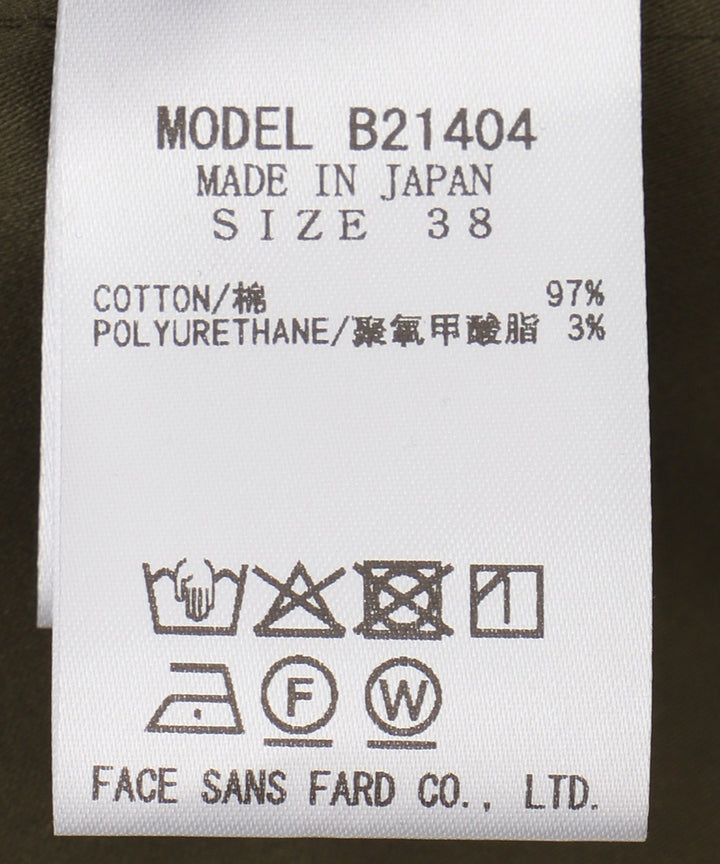 MODEL B21404
MADE IN JAPAN
SIZE 38
COTTON/棉 97%
POLYURETHANE/聚氧甲酸脂 3%
F W
FACE SANS FARD CO., LTD.